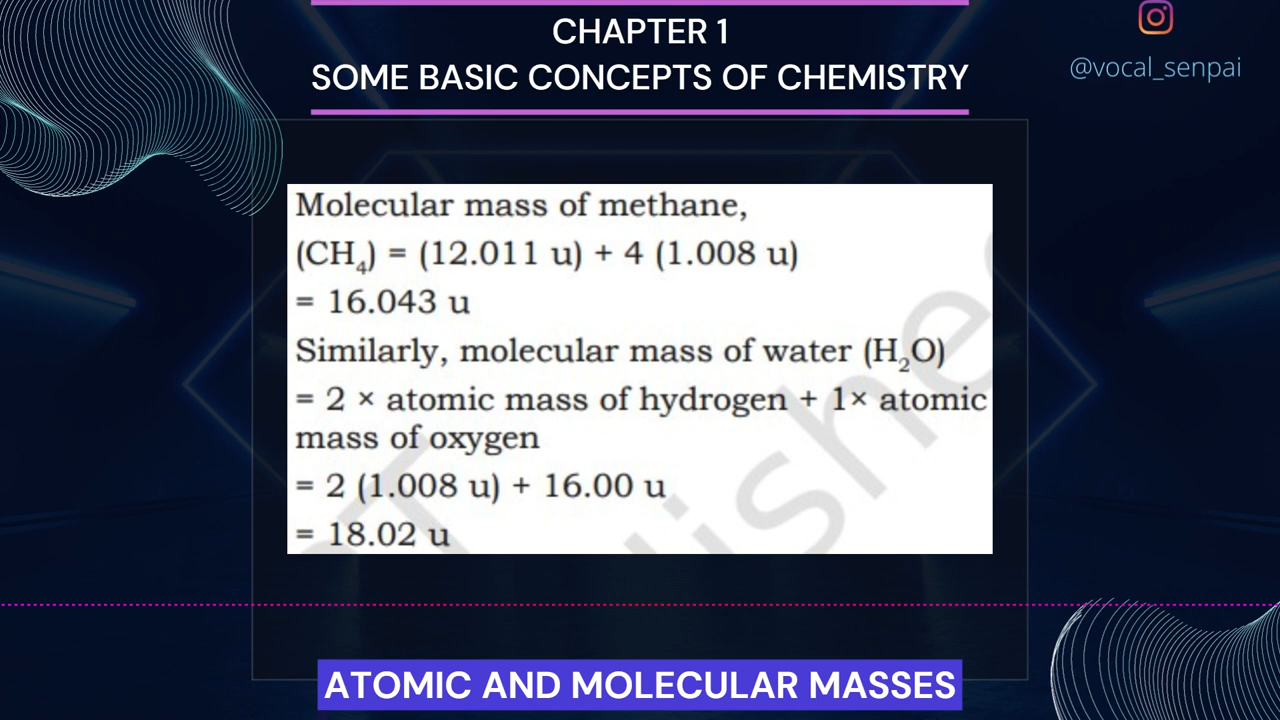 CHAPTER 1
SOME BASIC CONCEPTS OF CHEMISTRY
@vocal_senpai
Molecular mass of methane,
(CH₄) = (12.011 u) + 4 (1.008 u)
= 16.043 u
Similarly, molecular mass of water (H₂O)
= 2 × atomic mass of hydrogen + 1× atomic
mass of oxygen
= 2 (1.008 u) + 16.00 u
= 18.02 u
ATOMIC AND MOLECULAR MASSES